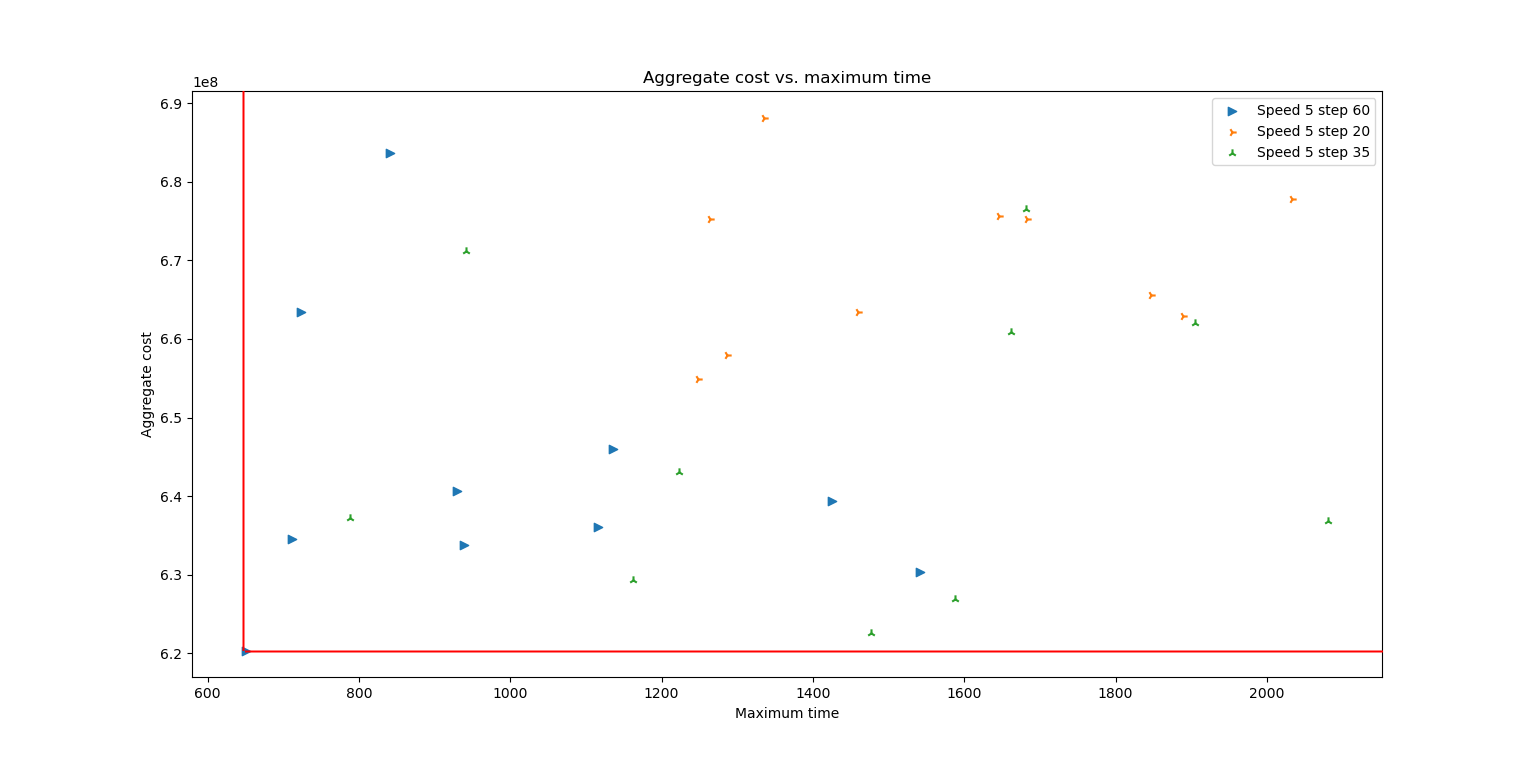 Aggregate cost vs. maximum time
1e8
6.9
6.8
6.7
6.6
6.5
6.4
6.3
6.2
Aggregate cost
Speed 5 step 60
Speed 5 step 20
Speed 5 step 35
600 800 1000 1200 1400 1600 1800 2000
Maximum time